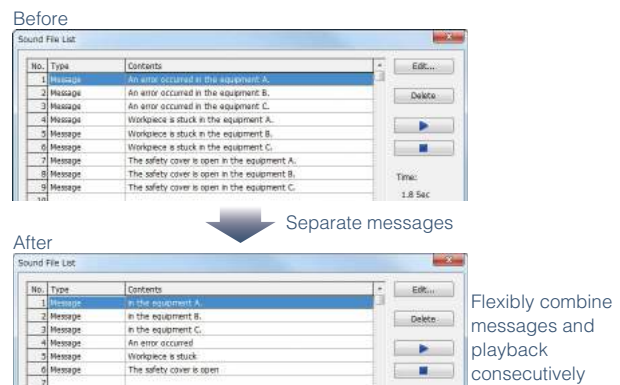 Before
Sound File List
No. Type Contents
1 Message An error occurred in the equipment A.
2 Message An error occurred in the equipment B.
3 Message An error occurred in the equipment C.
4 Message Workpiece is stuck in the equipment A.
5 Message Workpiece is stuck in the equipment B.
6 Message Workpiece is stuck in the equipment C.
7 Message The safety cover is open in the equipment A.
8 Message The safety cover is open in the equipment B.
9 Message The safety cover is open in the equipment C.
10
Edit...
Delete
Time:
1.8 Sec
Separate messages
After
Sound File List
No. Type Contents
1 Message in the equipment A.
2 Message in the equipment B.
3 Message in the equipment C.
4 Message An error occurred
5 Message Workpiece is stuck
6 Message The safety cover is open
7
Edit...
Delete
Flexibly combine
messages and
playback
consecutively